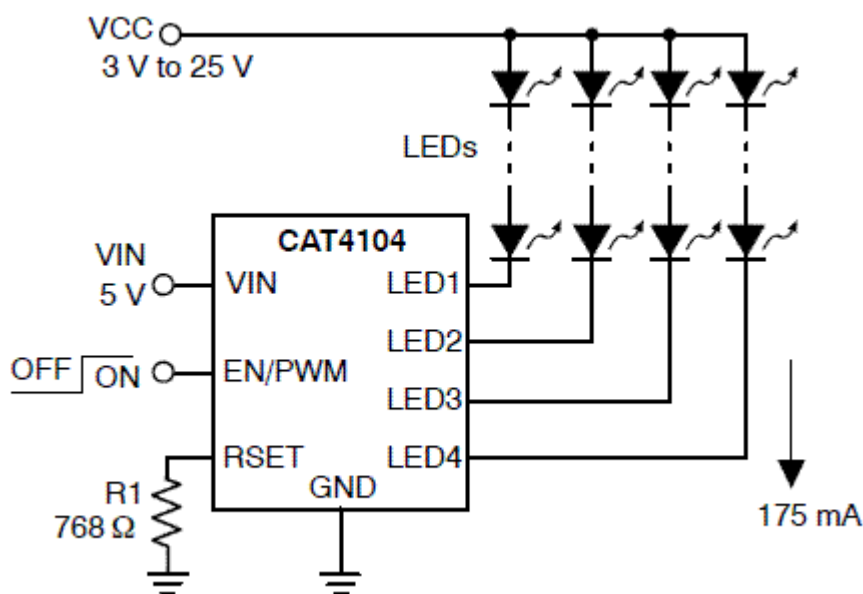 VCC
3 V to 25 V
LEDs
CAT4104
VIN
5 V
VIN
LED1
LED2
OFF
ON
EN/PWM
LED3
RSET
LED4
R1
768 Ω
GND
175 mA